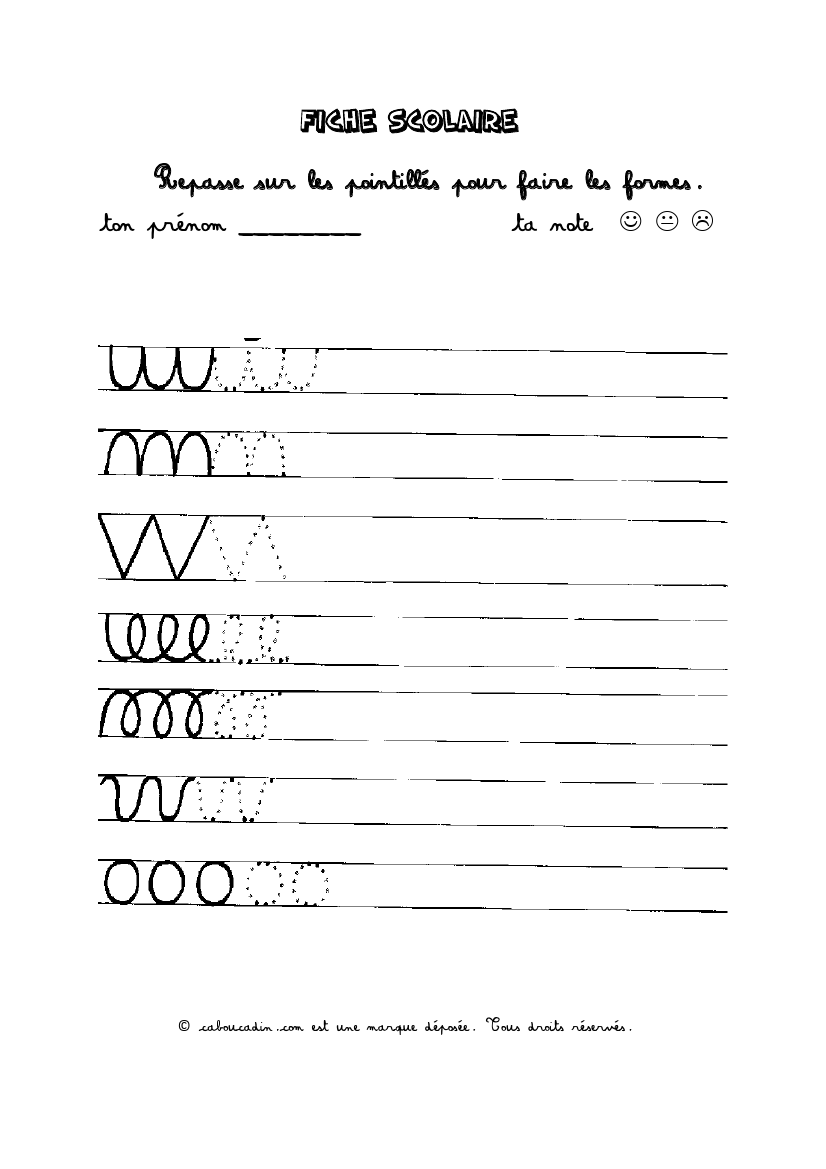 FICHE SCOLAIRE
Repasse sur les pointillés pour faire les formes.
ton prénom ________ ta note
© caboucadin.com est une marque déposée. Tous droits réservés.